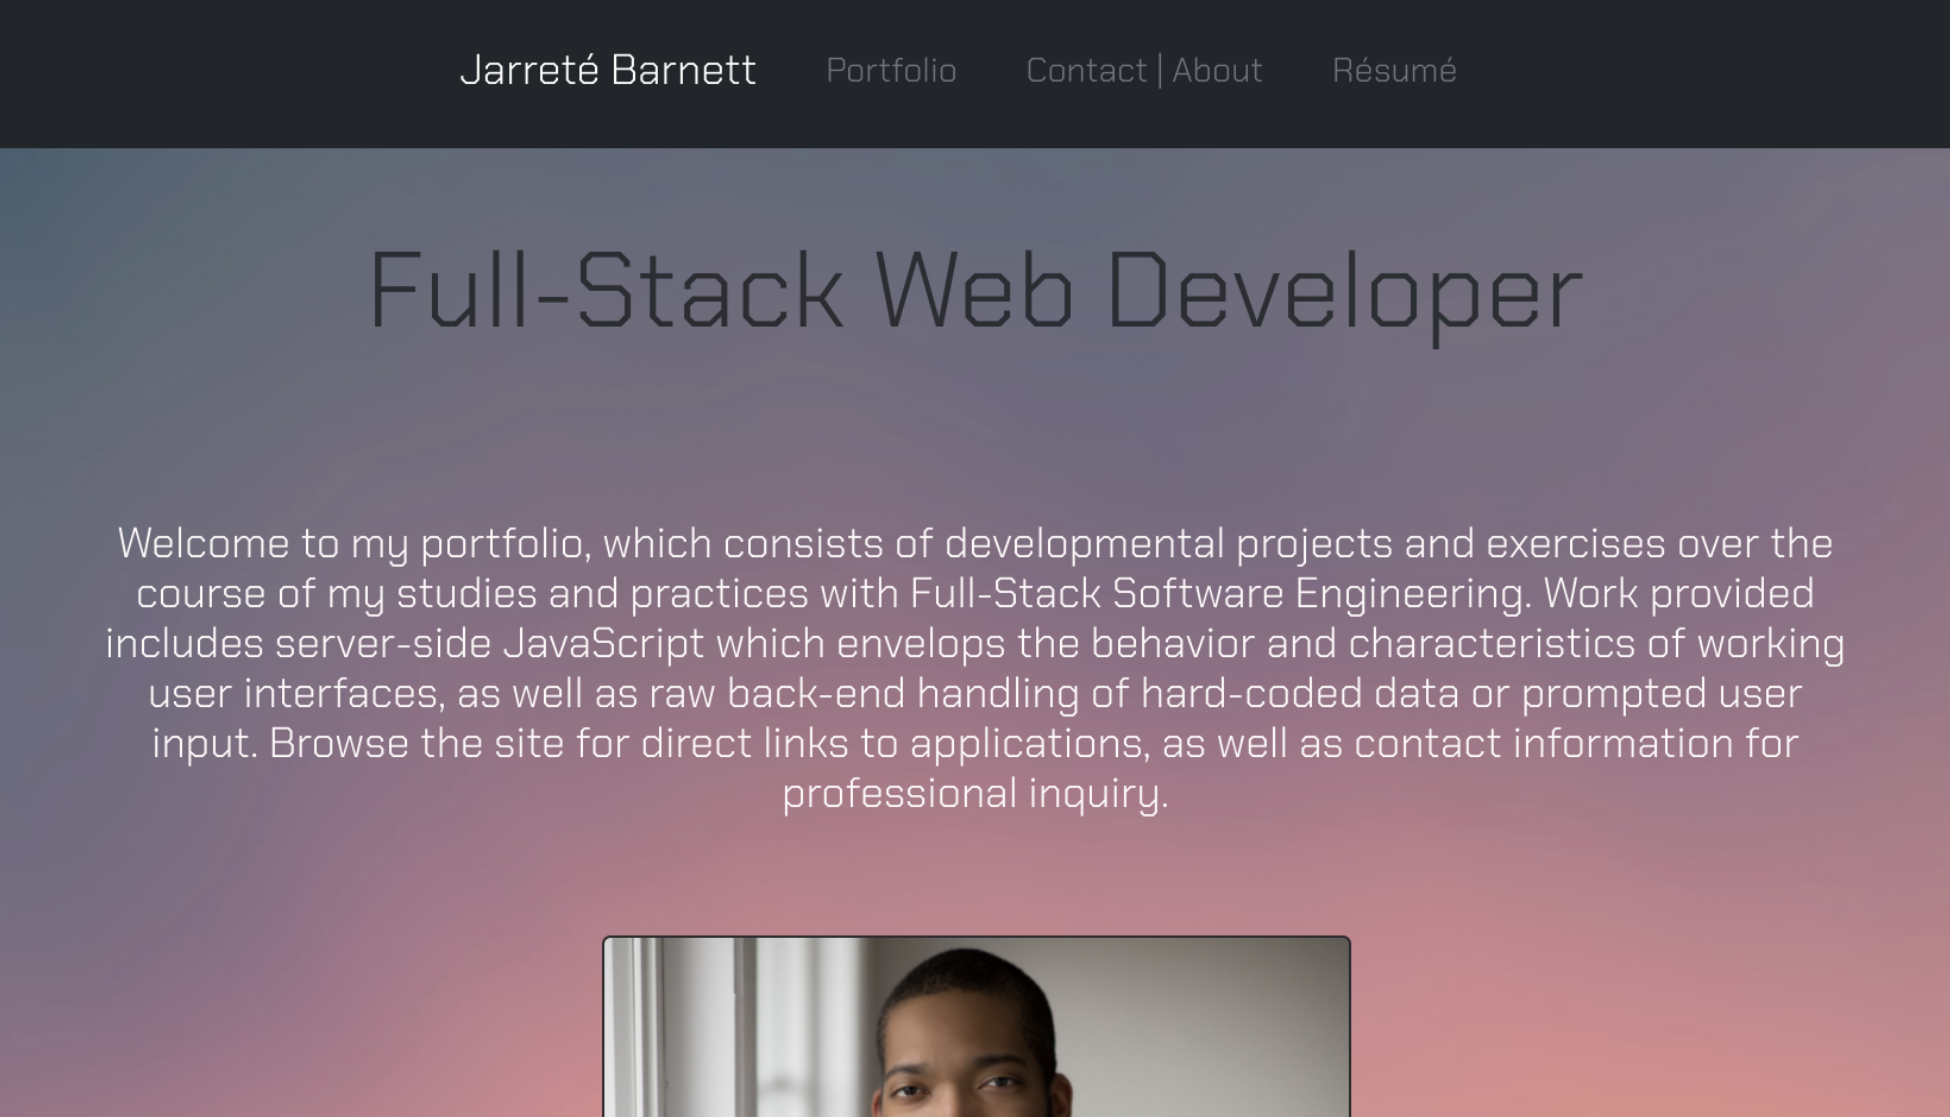 Jarreté Barnett Portfolio Contact | About Résumé
Full-Stack Web Developer
Welcome to my portfolio, which consists of developmental projects and exercises over the
course of my studies and practices with Full-Stack Software Engineering. Work provided
includes server-side JavaScript which envelops the behavior and characteristics of working
user interfaces, as well as raw back-end handling of hard-coded data or prompted user
input. Browse the site for direct links to applications, as well as contact information for
professional inquiry.